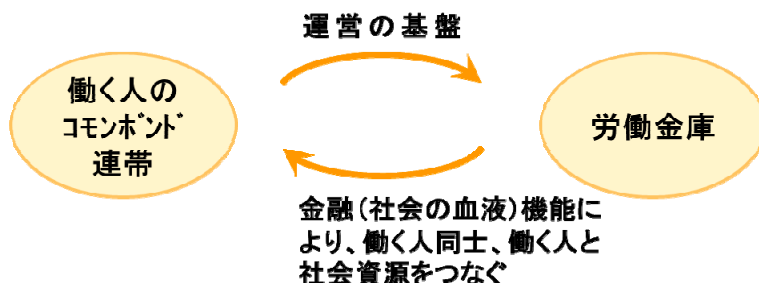 運営の基盤
働く人の
ｺﾓﾝﾎﾞﾝﾄﾞ
連帯
労働金庫
金融(社会の血液)機能に
より、働く人同士、働く人と
社会資源をつなぐ